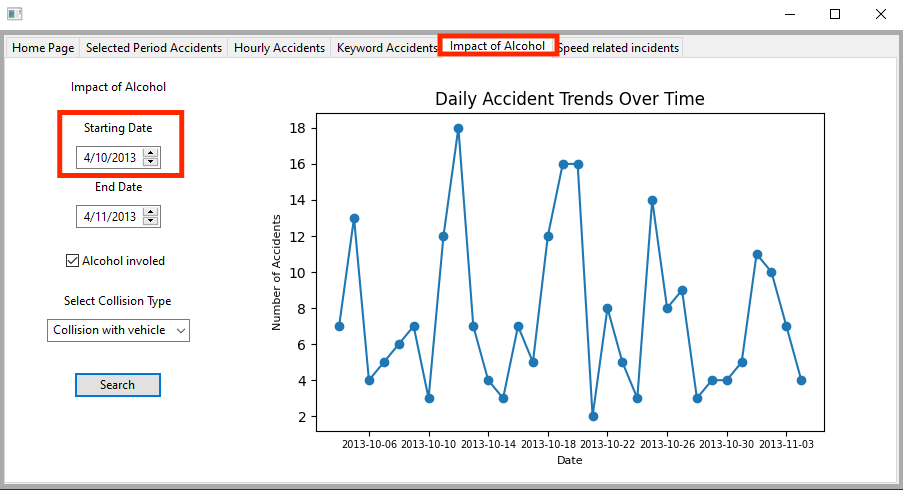 Home Page Selected Period Accidents Hourly Accidents Keyword Accidents Impact of Alcohol Speed related incidents
Impact of Alcohol
Starting Date
4/10/2013
End Date
4/11/2013
Alcohol involed
Select Collision Type
Collision with vehicle
Search
Daily Accident Trends Over Time
Number of Accidents
18
16
14
12
10
8
6
4
2
2013-10-06 2013-10-10 2013-10-14 2013-10-18 2013-10-22 2013-10-26 2013-10-30 2013-11-03
Date